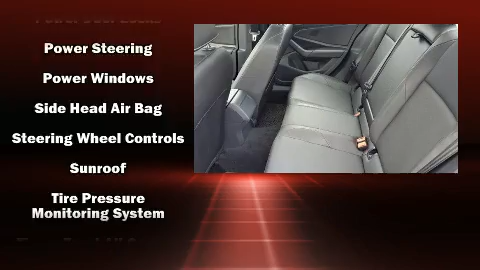 Power Steering
Power Windows
Side Head Air Bag
Steering Wheel Controls
Sunroof
Tire Pressure
Monitoring System